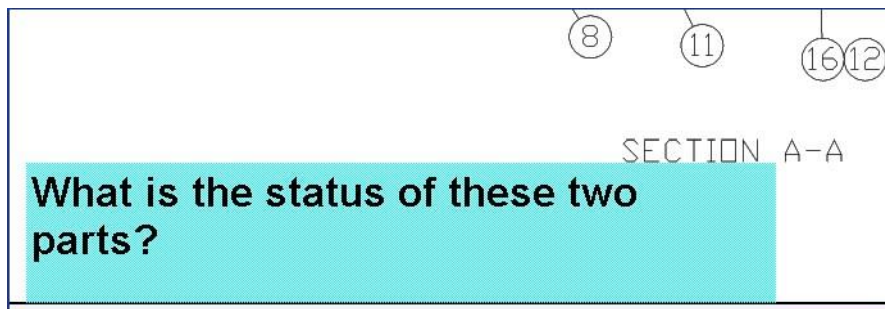 8 11 16 12
SECTION A-A
What is the status of these two
parts?